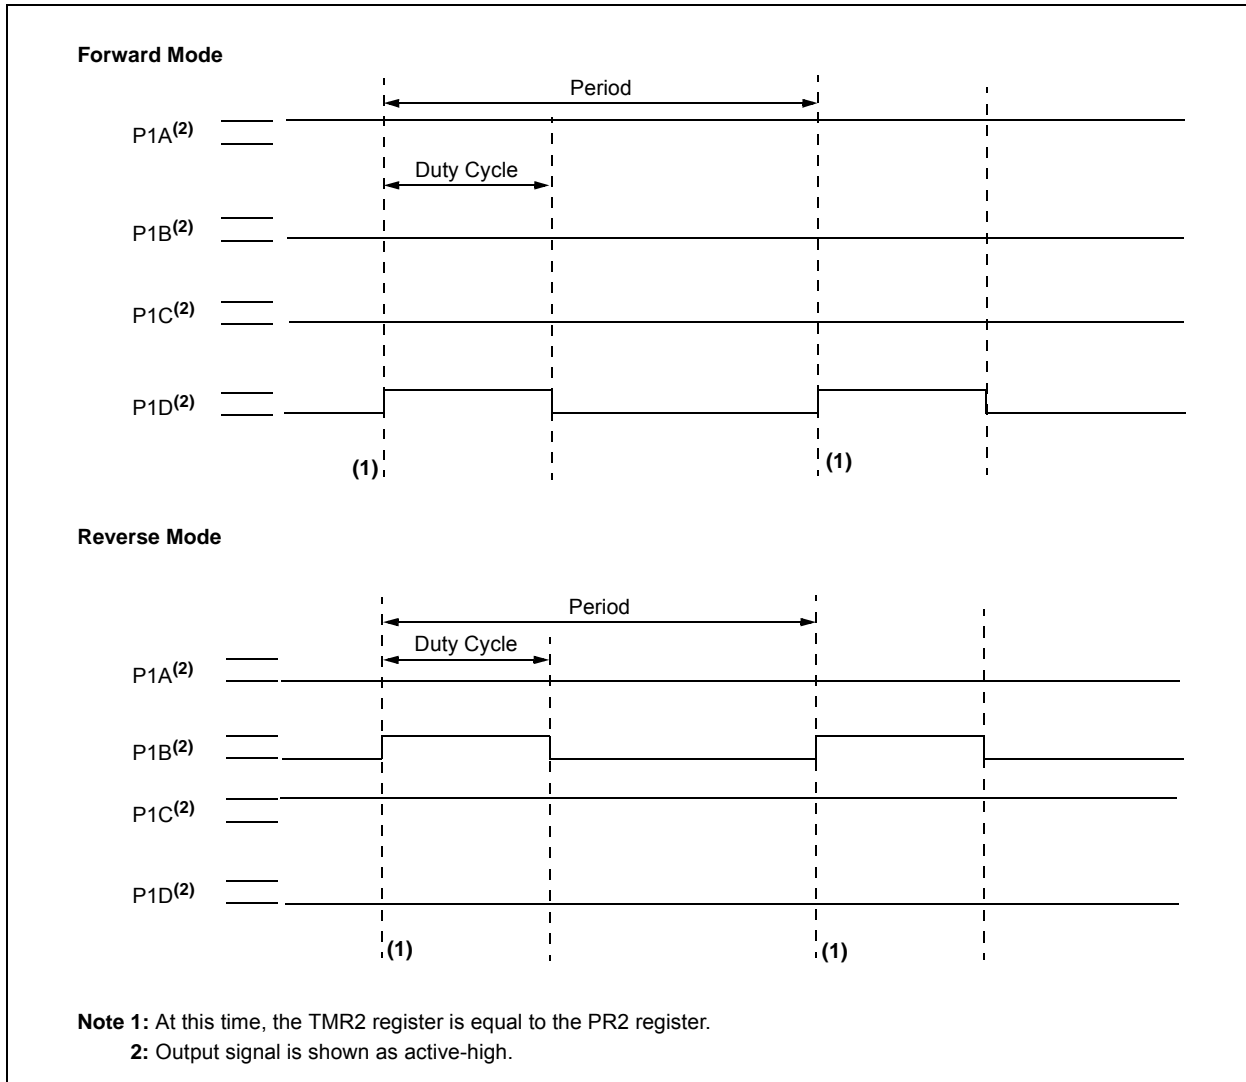 Forward Mode
Period
P1A(2)
Duty Cycle
P1B(2)
P1C(2)
P1D(2)
(1)
(1)
Reverse Mode
Period
Duty Cycle
P1A(2)
P1B(2)
P1C(2)
P1D(2)
(1)
(1)
Note 1: At this time, the TMR2 register is equal to the PR2 register.
2: Output signal is shown as active-high.